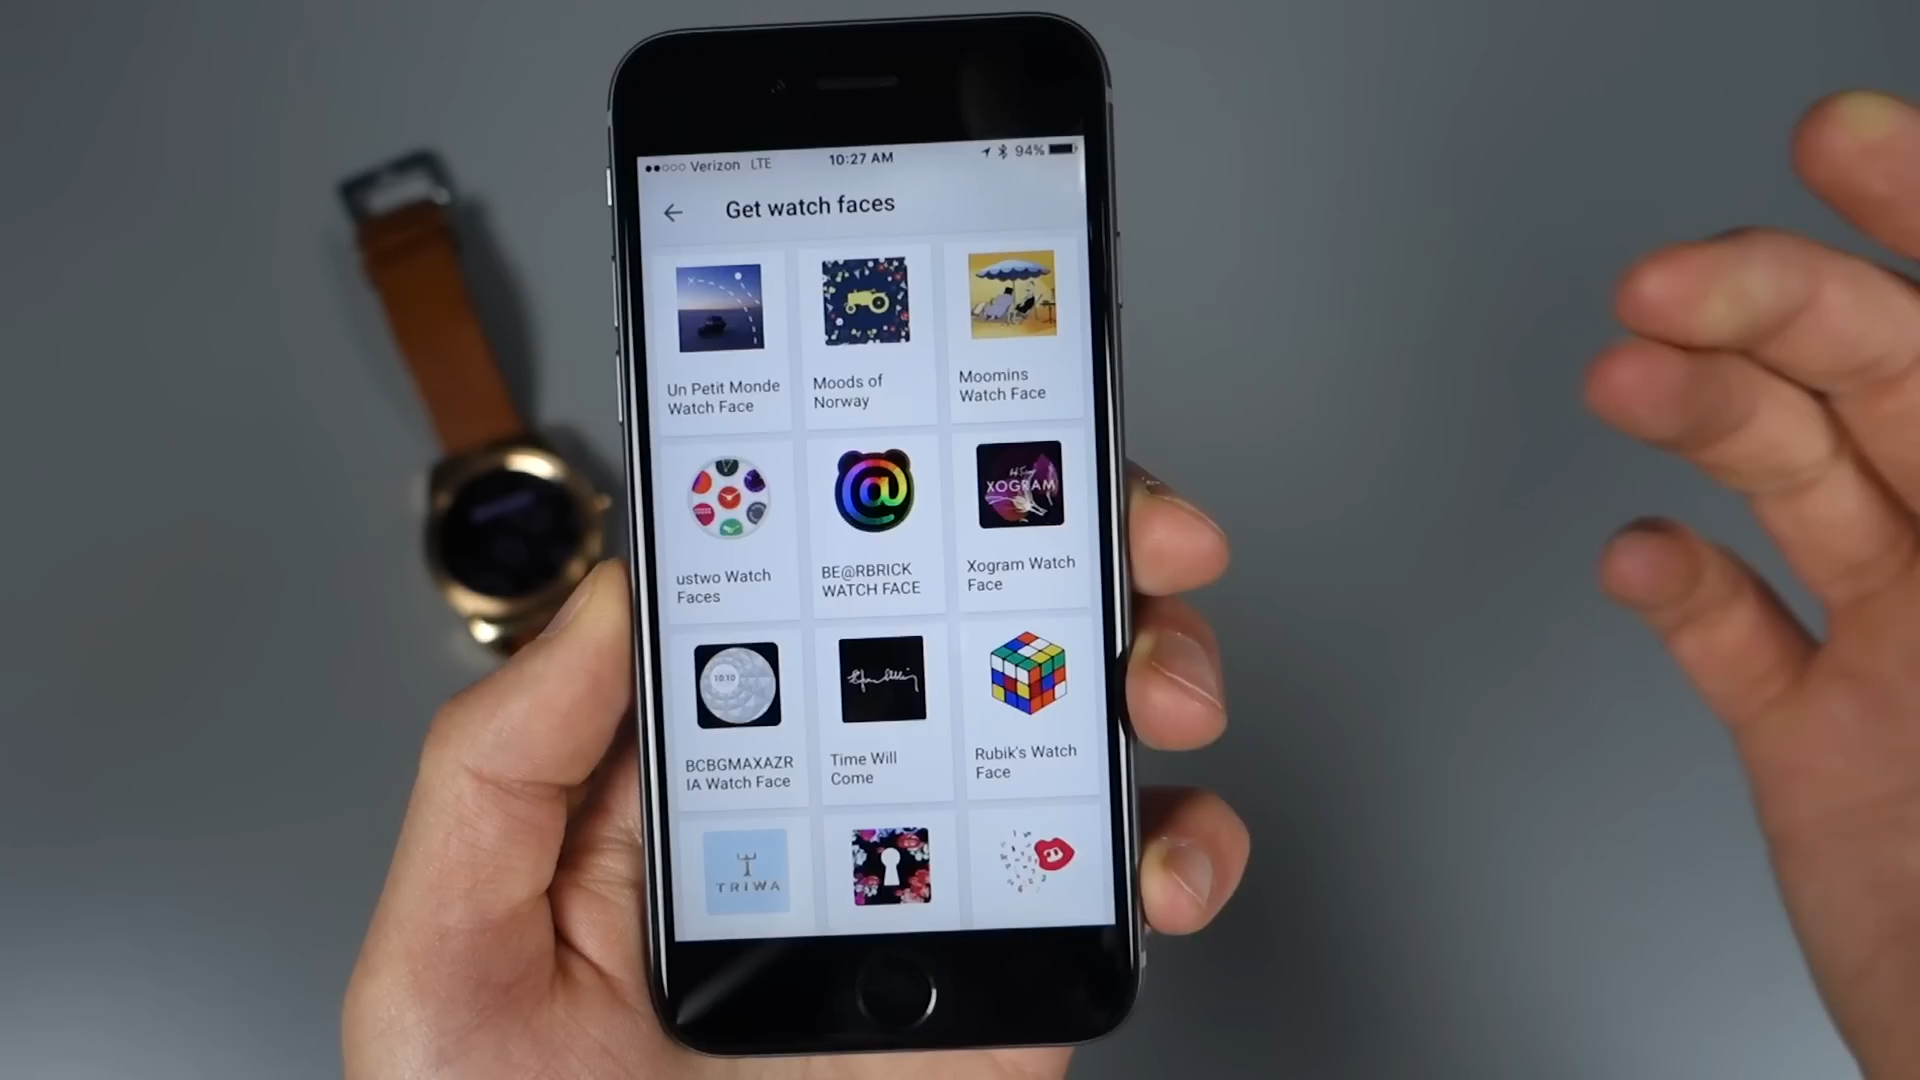 Verizon LTE 10:27 AM 94%
Get watch faces
Un Petit Monde
Watch Face
Moods of
Norway
Moomins
Watch Face
@
XOGRAM
ustwo Watch
Faces
BE@RBRICK
WATCH FACE
Xogram Watch
Face
10:10
BCBGMAXAZR
IA Watch Face
Time Will
Come
Rubik's Watch
Face
TRIWA